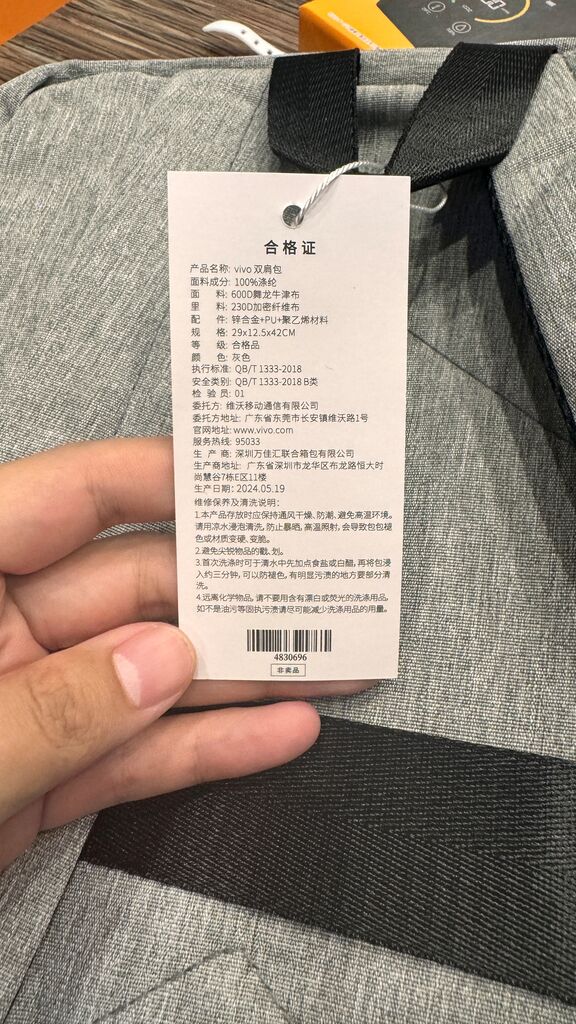 合格证
产品名称: vivo 双肩包
面料成分: 100%涤纶
面 料: 600D舞龙牛津布
里 料: 230D加密纤维布
配 件: 锌合金+PU+聚乙烯材料
规 格: 29x12.5x42CM
等 级: 合格品
颜 色: 灰色
执行标准: QB/T 1333-2018
安全类别: QB/T 1333-2018 B类
检 验 员: 01
委托方: 维沃移动通信有限公司
委托方地址: 广东省东莞市长安镇维沃路1号
官网地址: www.vivo.com
服务热线: 95033
生 产 商: 深圳万佳汇联合箱包有限公司
生产商地址: 广东省深圳市龙华区布龙路恒大时
尚慧谷7栋E区11楼
生产日期: 2024.05.19
维修保养及清洗说明:
1.本产品存放时应保持通风干燥、防潮、避免高温环境。
请用凉水浸泡清洗，防止暴晒，高温照射，会导致包包褪
色或材质变硬、变脆。
2.避免尖锐物品的戳、划。
3.首次洗涤时可于清水中先加点食盐或白醋，再将包浸
入约三分钟，可以防褪色，有明显污渍的地方要部分清
洗。
4.远离化学物品，请不要用含有漂白或荧光的洗涤用品，
如不是油污等固执污渍请尽可能减少洗涤用品的用量。
4830696
非卖品